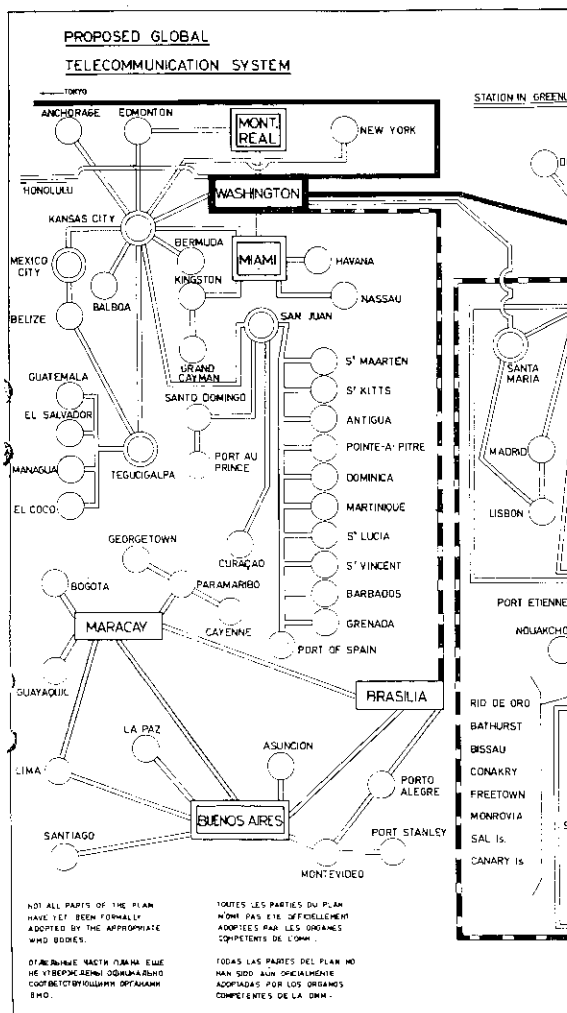 PROPOSED GLOBAL
TELECOMMUNICATION SYSTEM
TOKYO
STATION IN GREENL
ANCHORAGE
EDMONTON
MONT.
REAL
NEW YORK
HONOLULU
WASHINGTON
KANSAS CITY
BERMUDA
MIAMI
HAVANA
MEXICO
CITY
KINGSTON
NASSAU
BALBOA
BELIZE
SAN JUAN
GRAND
CAYMAN
SANTA
MARIA
GUATEMALA
SANTO DOMINGO
EL SALVADOR
PORT AU
PRINCE
MANAGUA
TEGUCIGALPA
EL COCO
Sᵗ MAARTEN
Sᵗ KITTS
ANTIGUA
POINTE-A-PITRE
DOMINICA
MARTINIQUE
Sᵗ LUCIA
Sᵗ VINCENT
BARBADOS
GRENADA
PORT OF SPAIN
MADRID
LISBON
GEORGETOWN
CURAÇAO
BOGOTA
PARAMARIBO
MARACAY
CAYENNE
PORT ETIENNE
NOUAKCHO
GUAYAQUIL
BRASILIA
LA PAZ
ASUNCION
LIMA
PORTO
ALEGRE
BUENOS AIRES
SANTIAGO
PORT STANLEY
MONTEVIDEO
RIO DE ORO
BATHURST
BISSAU
CONAKRY
FREETOWN
MONROVIA
SAL Is.
CANARY Is
NOT ALL PARTS OF THE PLAN
HAVE YET BEEN FORMALLY
ADOPTED BY THE APPROPRIATE
WMO BODIES.
TOUTES LES PARTIES DU PLAN
N'ONT PAS ETE OFFICIELLEMENT
ADOPTEES PAR LES ORGANES
COMPETENTS DE L'OMM.
ОТДЕЛЬНЫЕ ЧАСТИ ПЛАНА ЕЩЕ
НЕ УТВЕРЖДЕНЫ ОФИЦИАЛЬНО
СООТВЕТСТВУЮЩИМИ ОРГАНАМИ
ВМО.
TODAS LAS PARTES DEL PLAN NO
HAN SIDO AUN OFICIALMENTE
ADOPTADAS POR LOS ORGANOS
COMPETENTES DE LA OMM.